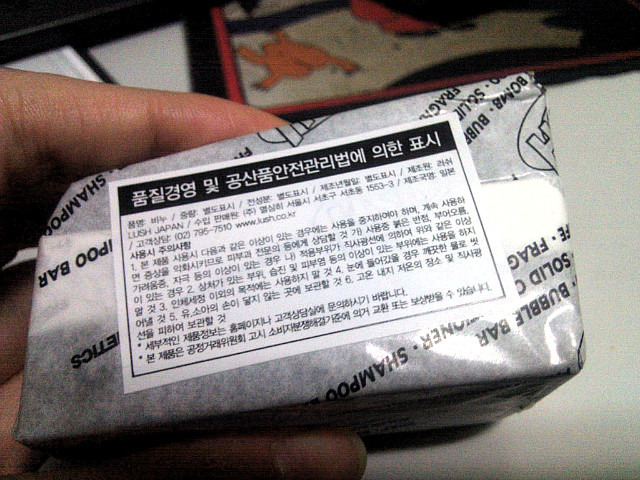 품질경영 및 공산품안전관리법에 의한 표시
품명: 비누 / 중량: 별도표시 / 전성분: 별도표시 / 제조년월일: 별도표시 / 제조원: 러쉬
LUSH JAPAN / 수입 판매원: (주) 열심히 서울시 서초구 서초동 1553-3 / 제조국명: 일본
/ 고객상담: (02) 795-7510 www.lush.co.kr
사용시 주의사항
1. 본 제품 사용시 다음과 같은 이상이 있는 경우에는 사용을 중지하여야 하며, 계속 사용하
면 증상을 악화시키므로 피부과 전문의 등에게 상담할 것 가) 사용중 붉은 반점, 부어오름,
가려움증, 자극 등의 이상이 있는 경우 나) 적용부위가 직사광선에 의하여 위와 같은 이상
이 있는 경우 2. 상처가 있는 부위, 습진 및 피부염 등의 이상이 있는 부위에는 사용을 하지
말 것 3. 인체세정 이외의 목적에는 사용하지 말 것 4. 눈에 들어갔을 경우 깨끗한 물로 씻
어낼 것 5. 유.소아의 손이 닿지 않는 곳에 보관할 것 6. 고온 내지 저온의 장소 및 직사광
선을 피하여 보관할 것
* 세부적인 제품정보는 홈페이지나 고객상담실에 문의하시기 바랍니다.
* 본 제품은 공정거래위원회 고시 소비자분쟁해결기준에 의거 교환 또는 보상받을 수 있습니다.
BOMB · BUBB
SOLID
FRAG
SHAMPOO
OO BAR
ETICS
SHAMPOO B
IONER · SK
BUBBLE BAR
SOLID
FRAG